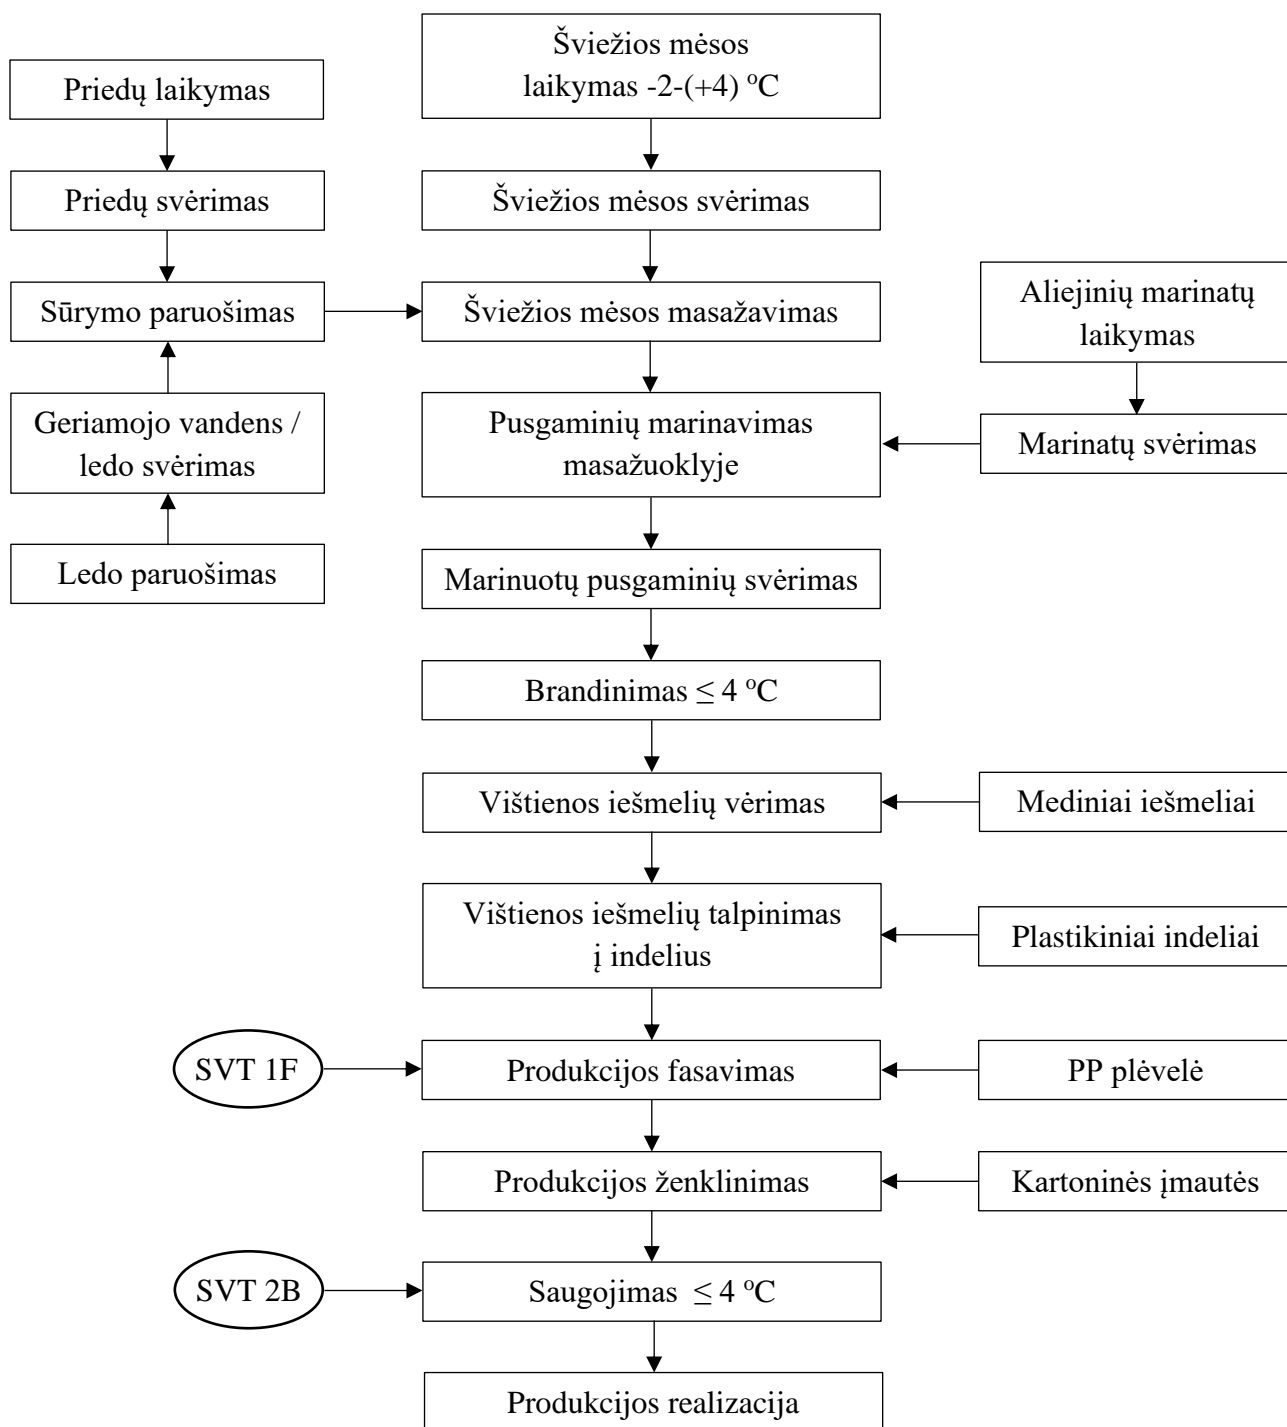 Šviežios mėsos
laikymas -2-(+4) °C
Priedų laikymas
Priedų svėrimas
Šviežios mėsos svėrimas
Sūrymo paruošimas
Šviežios mėsos masažavimas
Aliejinių marinatų
laikymas
Geriamojo vandens /
ledo svėrimas
Pusgaminių marinavimas
masažuoklyje
Marinatų svėrimas
Ledo paruošimas
Marinuotų pusgaminių svėrimas
Brandinimas ≤ 4 °C
Vištienos iešmelių vėrimas
Mediniai iešmeliai
Vištienos iešmelių talpinimas
į indelius
Plastikiniai indeliai
SVT 1F
Produkcijos fasavimas
PP plėvelė
Produkcijos ženklinimas
Kartoninės įmautės
SVT 2B
Saugojimas ≤ 4 °C
Produkcijos realizacija